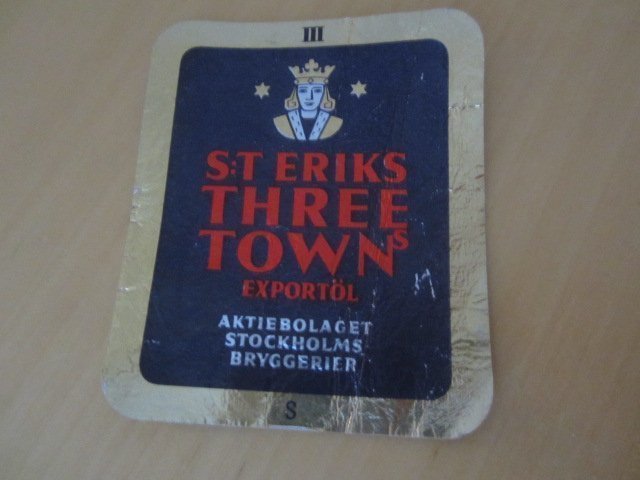 III
S:T ERIKS
THREE
TOWNS
EXPORTÖL
AKTIEBOLAGET
STOCKHOLMS
BRYGGERIER
S